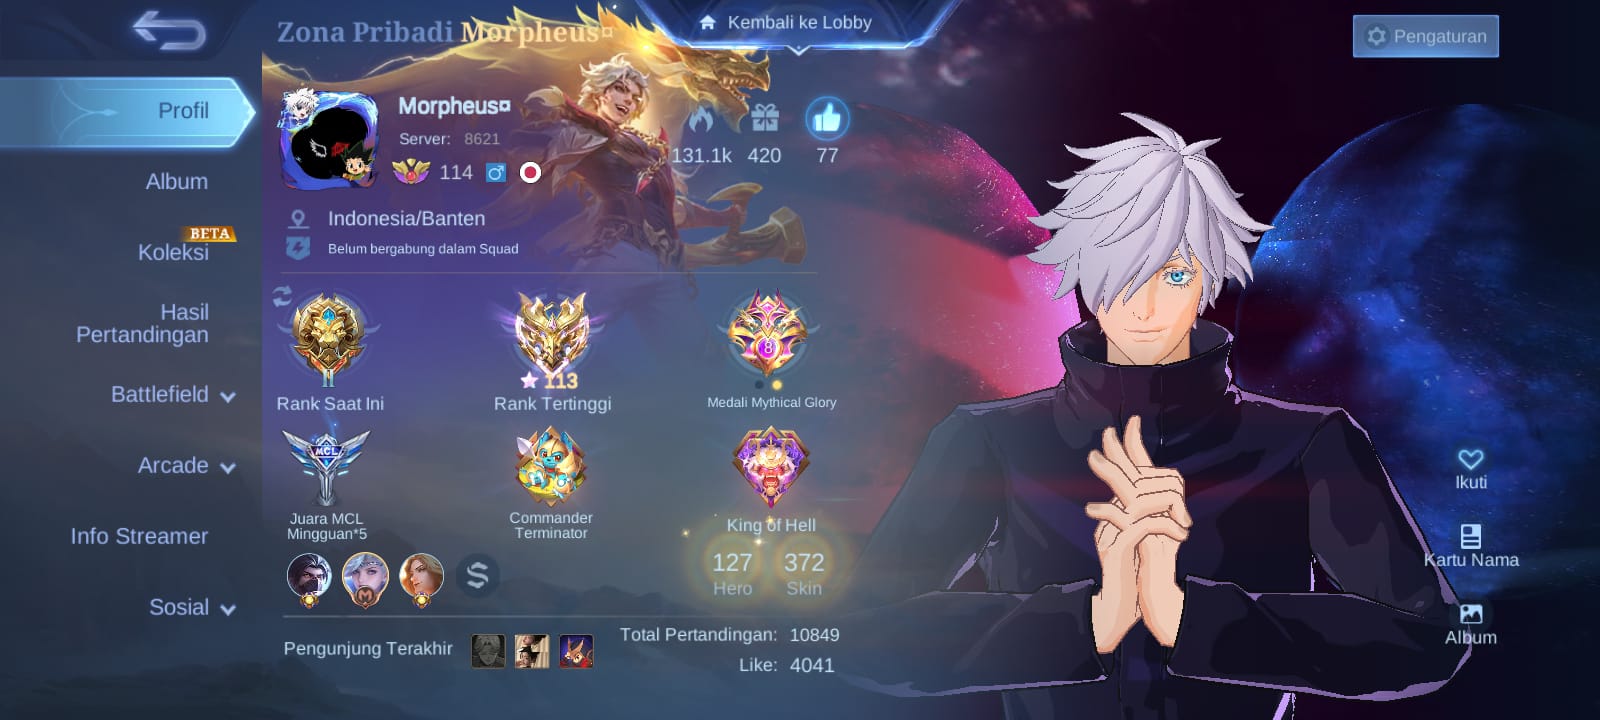 Zona Pribadi Morpheus¤
Kembali ke Lobby
Pengaturan
Profil
Album
BETA
Koleksi
Hasil
Pertandingan
Battlefield
Arcade
Info Streamer
Sosial
Morpheus¤
Server: 8621
114
131.1k 420 77
Indonesia/Banten
Belum bergabung dalam Squad
II
Rank Saat Ini
113
Rank Tertinggi
8
Medali Mythical Glory
MCL
Juara MCL
Mingguan*5
Commander
Terminator
King of Hell
127 372
Hero Skin
M
Pengunjung Terakhir
Total Pertandingan: 10849
Like: 4041
Ikuti
Kartu Nama
Album